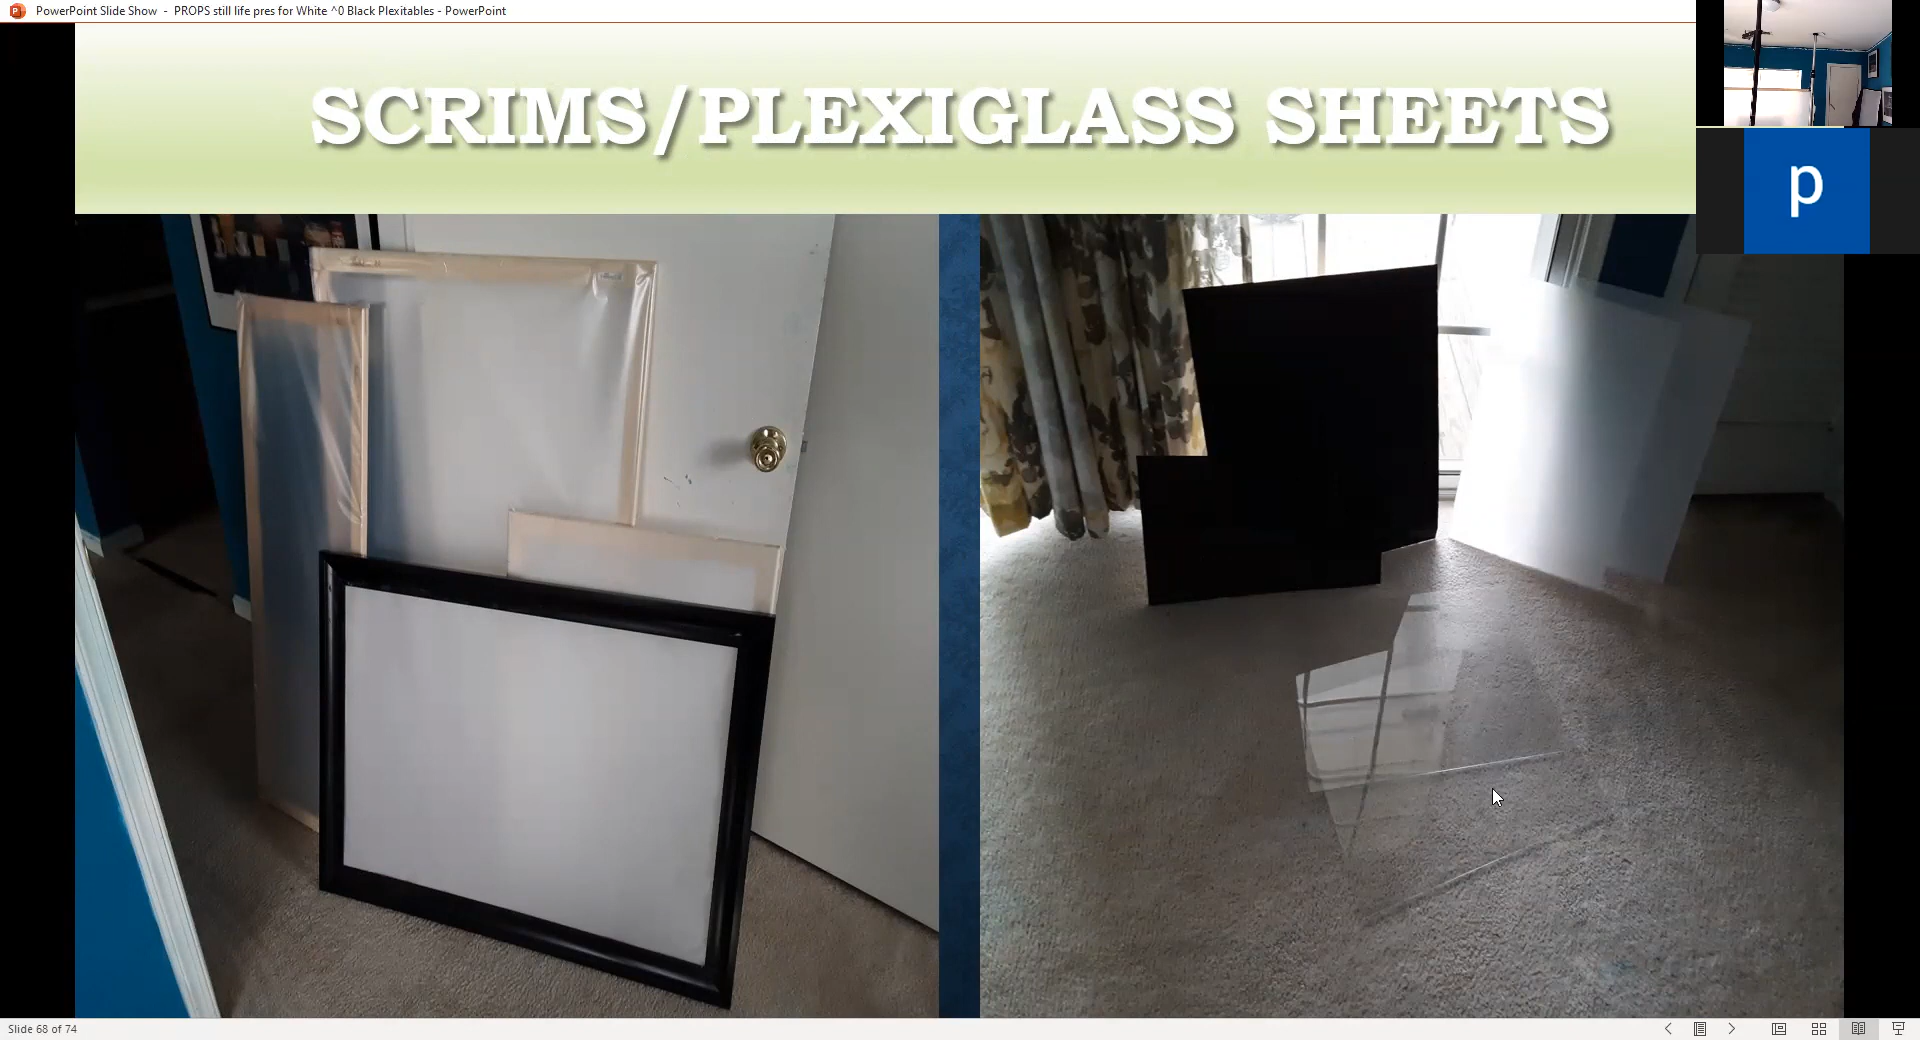 PowerPoint Slide Show - PROPS still life pres for White ^0 Black Plexitables - PowerPoint
SCRIMS/PLEXIGLASS SHEETS
p
Slide 68 of 74